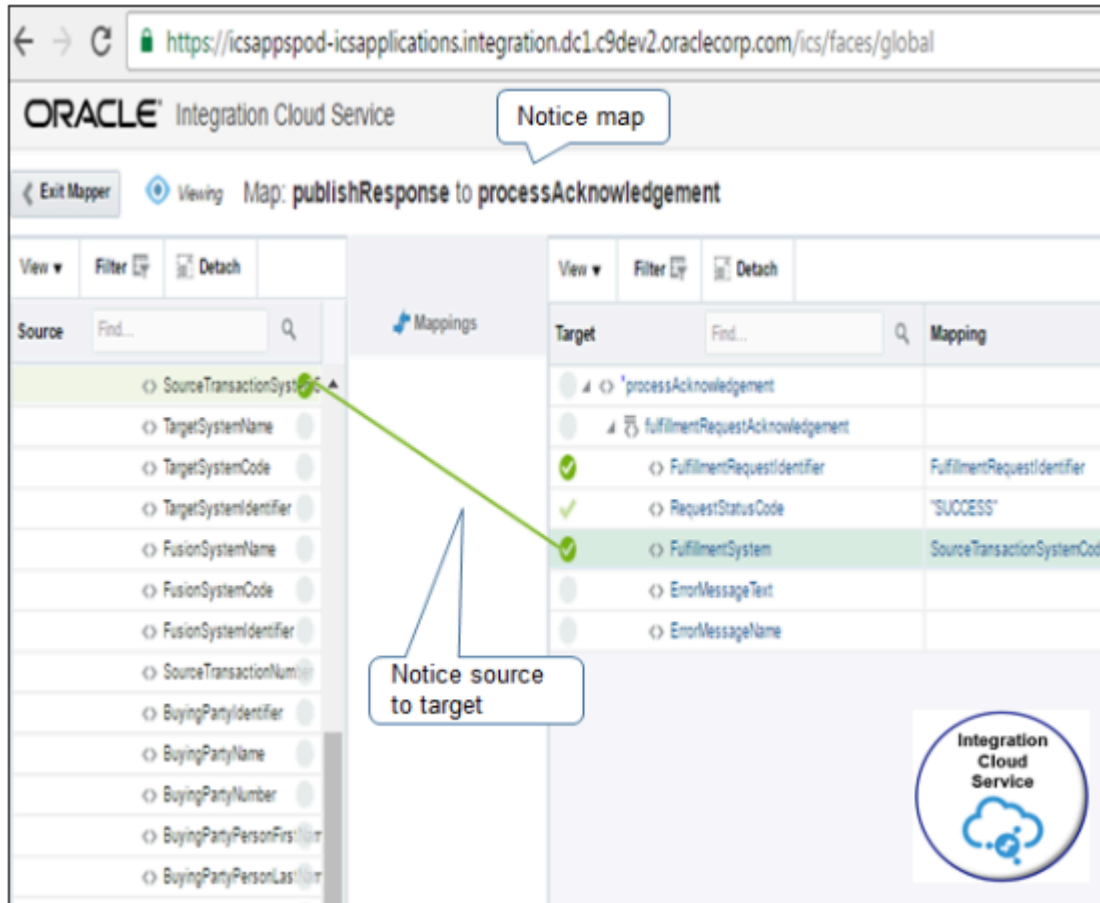 https://icsappspod-icsapplications.integration.dc1.c9dev2.oraclecorp.com/ics/faces/global
ORACLE® Integration Cloud Service
Notice map
Exit Mapper Viewing Map: publishResponse to processAcknowledgement
View Filter Detach
View Filter Detach
Source Find...
Mappings
Target Find... Mapping
SourceTransactionSyst
TargetSystemName
TargetSystemCode
TargetSystemIdentifier
FusionSystemName
FusionSystemCode
FusionSystemIdentifier
SourceTransactionNumber
BuyingPartyIdentifier
BuyingPartyName
BuyingPartyNumber
BuyingPartyPersonFirstNam
BuyingPartyPersonLastNam
*processAcknowledgement
fulfillmentRequestAcknowledgement
FulfillmentRequestIdentifier FulfillmentRequestIdentifier
RequestStatusCode "SUCCESS"
FulfillmentSystem SourceTransactionSystemCod
ErrorMessageText
ErrorMessageName
Notice source
to target
Integration
Cloud
Service